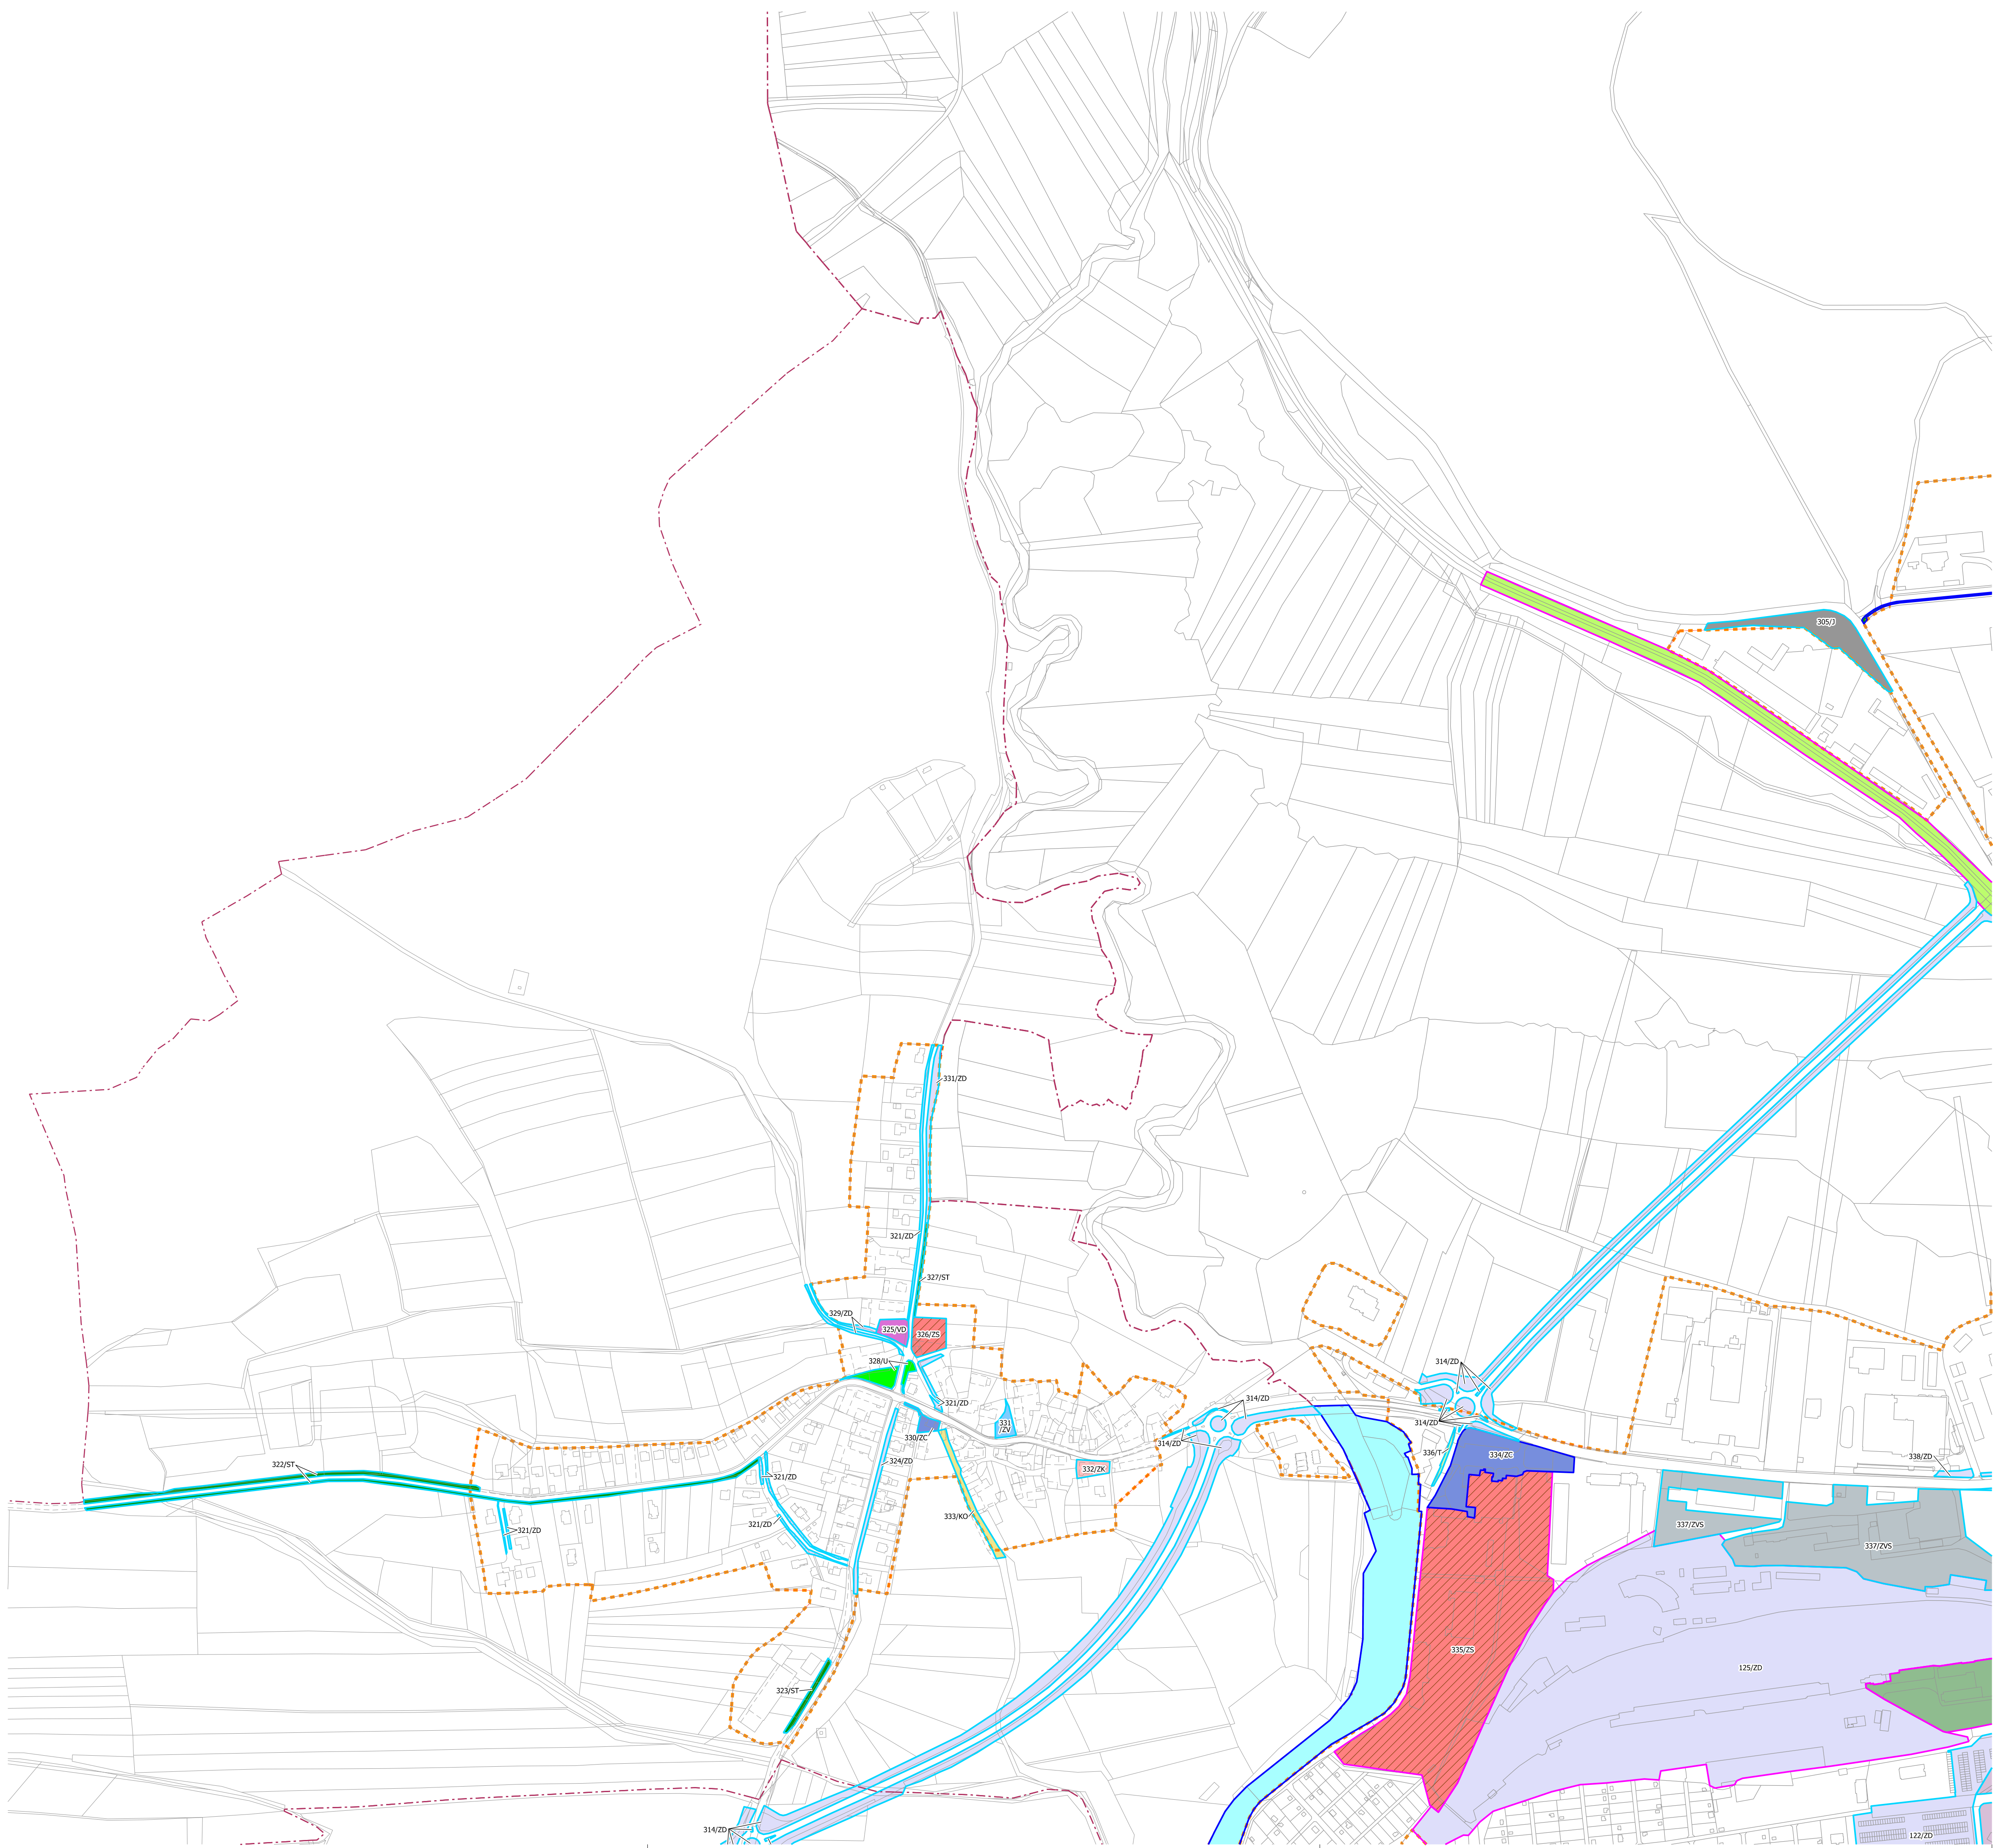 305/J
331/ZD
321/ZD
327/ST
329/ZD
325/VD
326/ZS
328/U
314/ZD
321/ZD
314/ZD
331
/ZV
314/ZD
330/ZC
314/ZD
336/T
334/ZC
324/ZD
338/ZD
322/ST
332/ZK
321/ZD
333/KO
321/ZD
337/ZVS
321/ZD
337/ZVS
335/ZS
125/ZD
323/ST
314/ZD
122/ZD